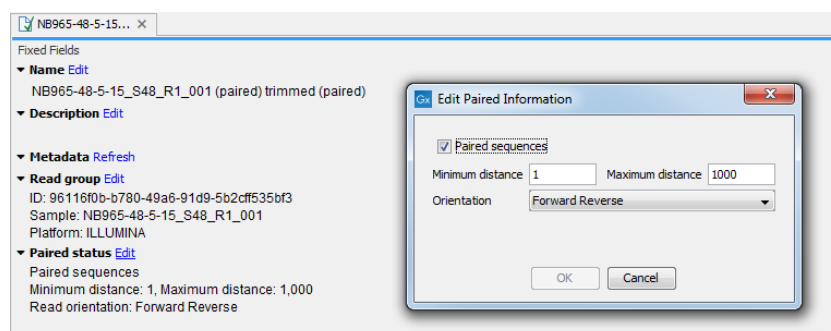 NB965-48-5-15...
Fixed Fields
Name Edit
NB965-48-5-15_S48_R1_001 (paired) trimmed (paired)
Description Edit
Metadata Refresh
Read group Edit
ID: 96116f0b-b780-49a6-91d9-5b2cff535bf3
Sample: NB965-48-5-15_S48_R1_001
Platform: ILLUMINA
Paired status Edit
Paired sequences
Minimum distance: 1, Maximum distance: 1,000
Read orientation: Forward Reverse
Gx Edit Paired Information
Paired sequences
Minimum distance 1 Maximum distance 1000
Orientation Forward Reverse
OK Cancel